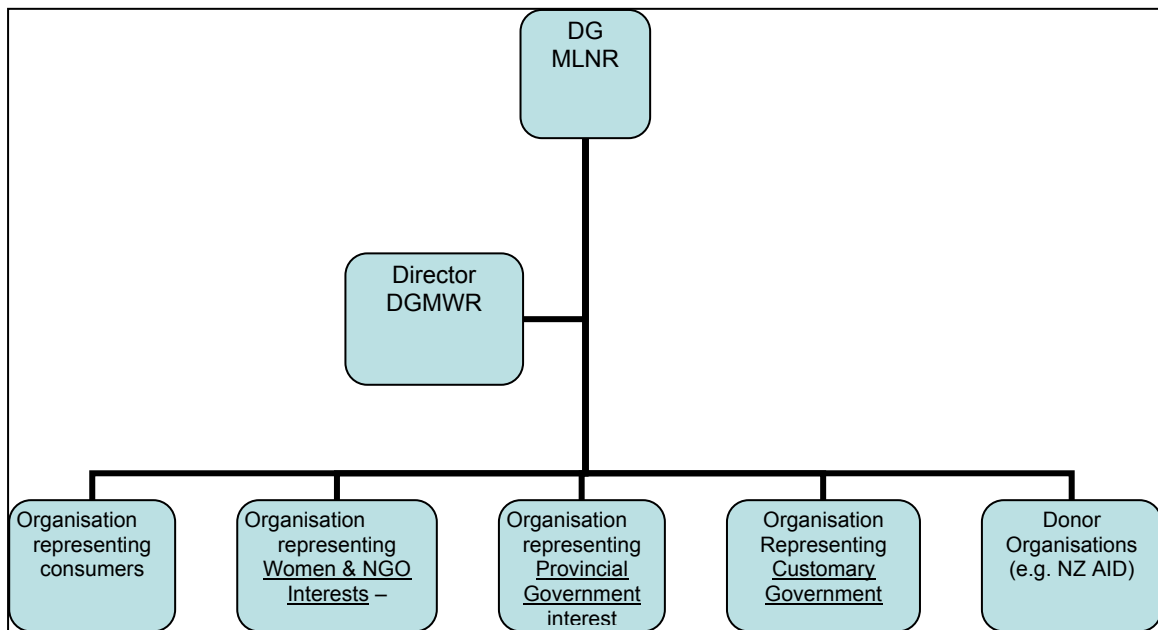 DG
MLNR
Director
DGMWR
Organisation
representing
consumers
Organisation
representing
Women & NGO
Interests –
Organisation
representing
Provincial
Government
interest
Organisation
Representing
Customary
Government
Donor
Organisations
(e.g. NZ AID)